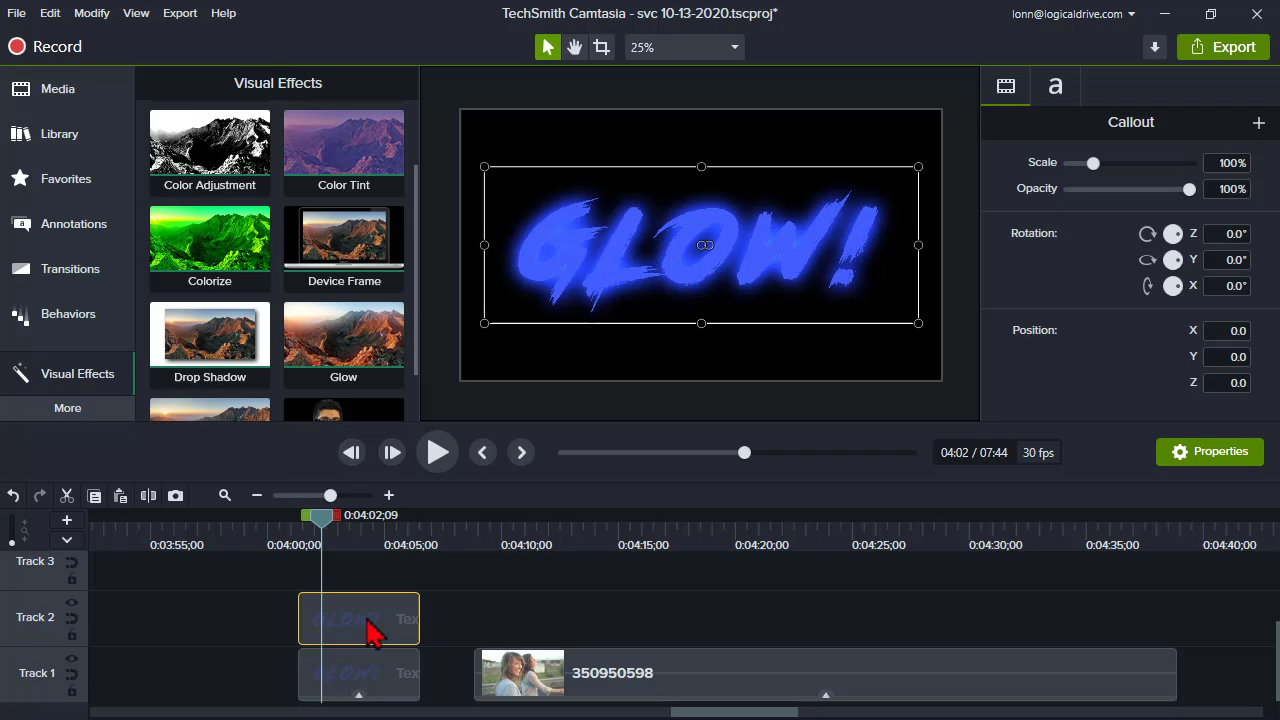 File Edit Modify View Export Help
TechSmith Camtasia - svc 10-13-2020.tscproj*
lonn@logicaldrive.com
Record
25%
Export
Media
Library
Favorites
Annotations
Transitions
Behaviors
Visual Effects
More
Visual Effects
Color Adjustment
Color Tint
Colorize
Device Frame
Drop Shadow
Glow
GLOW!
a
Callout
Scale 100%
Opacity 100%
Rotation: Z 0.0°
Y 0.0°
X 0.0°
Position: X 0.0
Y 0.0
Z 0.0
04:02 / 07:44 30 fps
Properties
0:04:02;09
0:03:55;00 0:04:00;00 0:04:05;00 0:04:10;00 0:04:15;00 0:04:20;00 0:04:25;00 0:04:30;00 0:04:35;00 0:04:40;00
Track 3
Track 2
GLOW! Tex
Track 1
GLOW! Tex
350950598